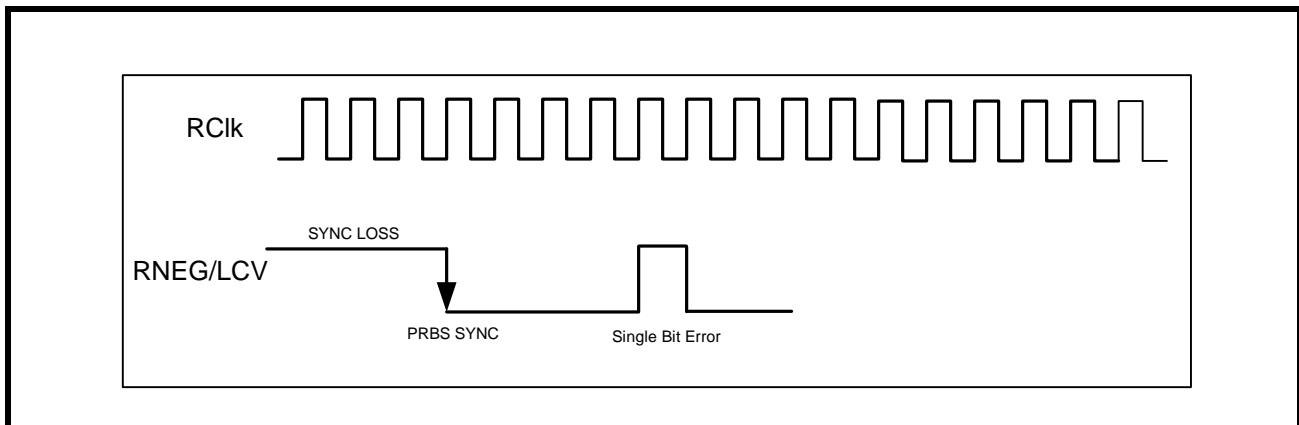 RClk
SYNC LOSS
RNEG/LCV
PRBS SYNC
Single Bit Error